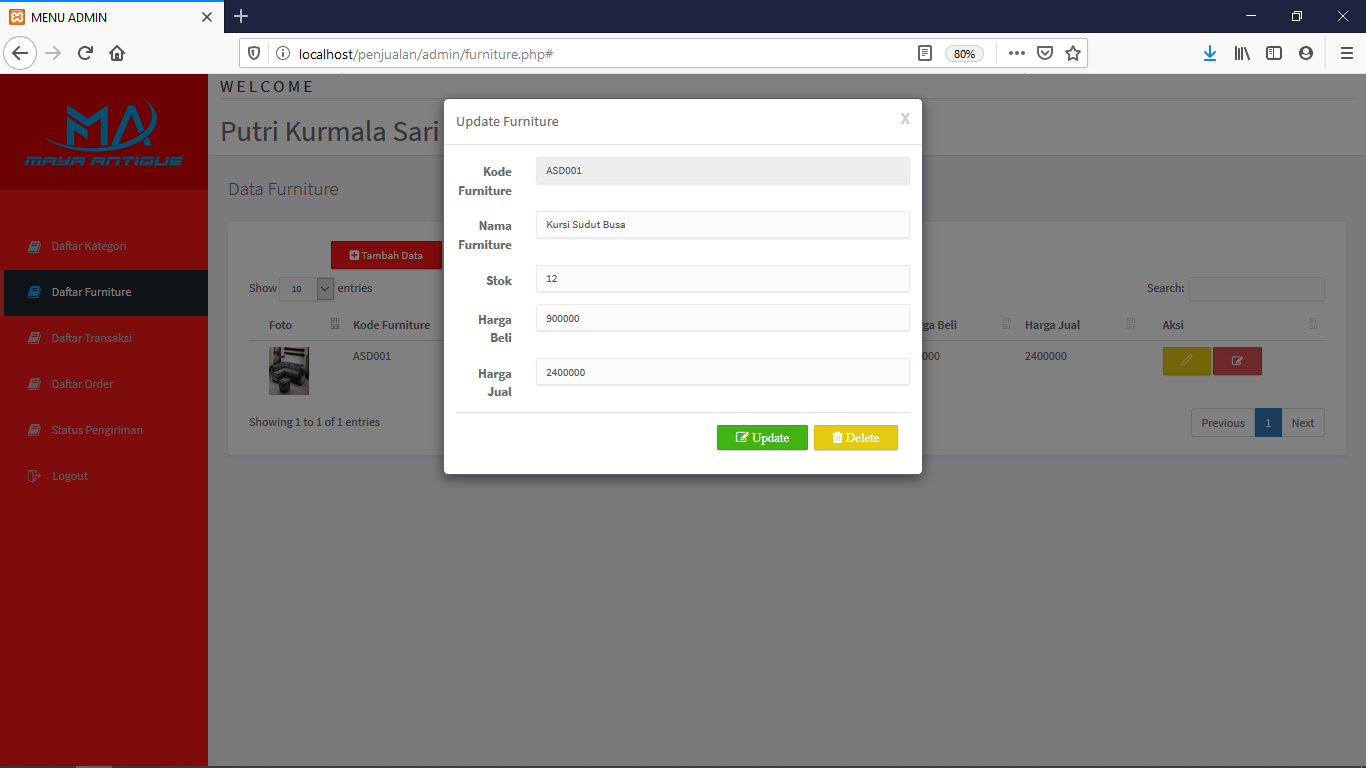 MENU ADMIN
localhost/penjualan/admin/furniture.php#
80%
MAYA ANTIQUE
WELCOME
Putri Kurmala Sari
Data Furniture
Daftar Kategori
Daftar Furniture
Daftar Transaksi
Daftar Order
Status Pengiriman
Logout
Tambah Data
Show 10 entries
Search:
Foto Kode Furniture ga Beli Harga Jual Aksi
ASD001 000 2400000
Showing 1 to 1 of 1 entries
Previous 1 Next
Update Furniture X
Kode Furniture ASD001
Nama Furniture Kursi Sudut Busa
Stok 12
Harga Beli 900000
Harga Jual 2400000
Update Delete